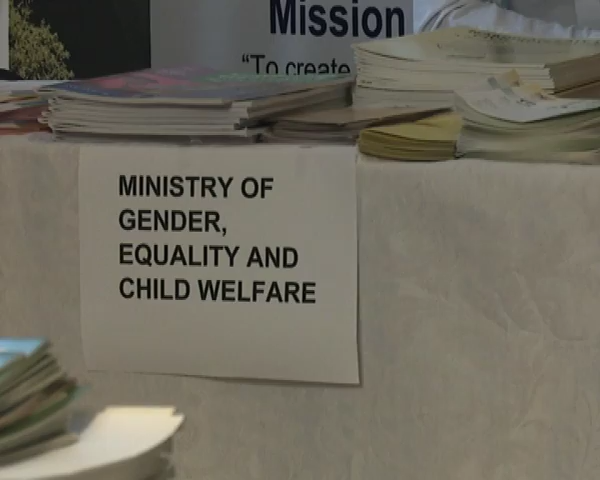 Mission
“To create
MINISTRY OF
GENDER,
EQUALITY AND
CHILD WELFARE